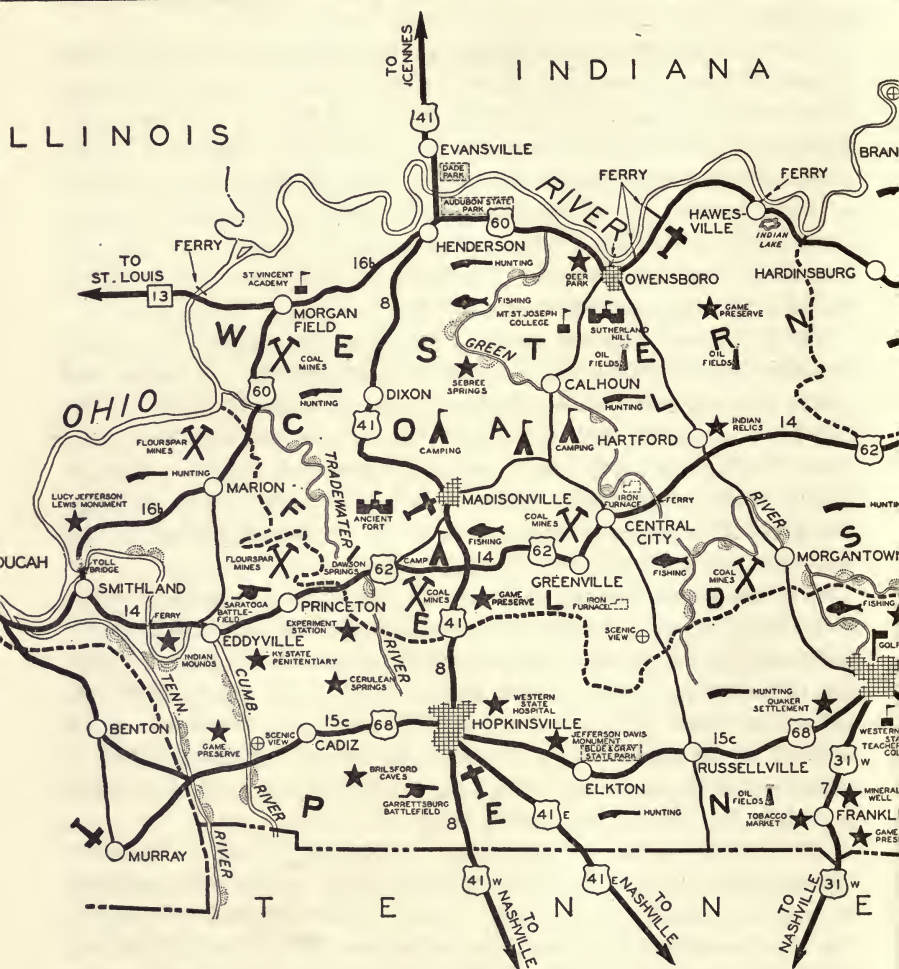 TO
ICENNES
INDIANA
LLINOIS
41
EVANSVILLE
DADE
PARK
AUDUBON STATE
PARK
60
HENDERSON
RIVER
FERRY
FERRY
BRAN
HAWES-
VILLE
INDIAN
LAKE
HARDINSBURG
FERRY
TO
ST. LOUIS
13
ST VINCENT
ACADEMY
16b
8
HUNTING
DEER
PARK
OWENSBORO
MORGAN
FIELD
FISHING
MT ST JOSEPH
COLLEGE
SUTHERLAND
HILL
GAME
PRESERVE
W E S T E R N
COAL
MINES
GREEN
OIL
FIELDS
OIL
FIELDS
SEBREE
SPRINGS
60
HUNTING
DIXON
CALHOUN
HUNTING
OHIO
41
C O A L
CAMPING
CAMPING
HARTFORD
INDIAN
RELICS
14
62
FLOURSPAR
MINES
HUNTING
TRADEWATER
MARION
LUCY JEFFERSON
LEWIS MONUMENT
16b
ANCIENT
FORT
MADISONVILLE
IRON
FURNACE
FERRY
RIVER
HUNTIN
COAL
MINES
CENTRAL
CITY
F I E L D S
DUCAH
TOLL
BRIDGE
FLOURSPAR
MINES
DAWSON
SPRINGS
62
CAMP
14
FISHING
62
GREENVILLE
FISHING
COAL
MINES
MORGANTOWN
SMITHLAND
14
FERRY
SARATOGA
BATTLE-
FIELD
PRINCETON
COAL
MINES
GAME
PRESERVE
IRON
FURNACE
FISHING
EDDYVILLE
EXPERIMENT
STATION
41
SCENIC
VIEW
GOLF
INDIAN
MOUNDS
KY STATE
PENITENTIARY
RIVER
8
TENN.
CUMB.
CERULEAN
SPRINGS
HUNTING
QUAKER
SETTLEMENT
WESTERN
STATE
HOSPITAL
BENTON
GAME
PRESERVE
SCENIC
VIEW
15c
68
CADIZ
HOPKINSVILLE
JEFFERSON DAVIS
MONUMENT
BLUE & GRAY
STATE PARK
15c
68
WESTERN
STA
TEACHER
COL
RUSSELLVILLE
31 W
BRILSFORD
CAVES
ELKTON
7
MINERAL
WELL
RIVER
P E N N
GARRETTSBURG
BATTLEFIELD
8
41 E
HUNTING
OIL
FIELDS
TOBACCO
MARKET
FRANKLI
GAME
PRES
MURRAY
RIVER
41 W
41 E
31 W
TO
NASHVILLE
TO
NASHVILLE
TO
NASHVILLE
T E N N E